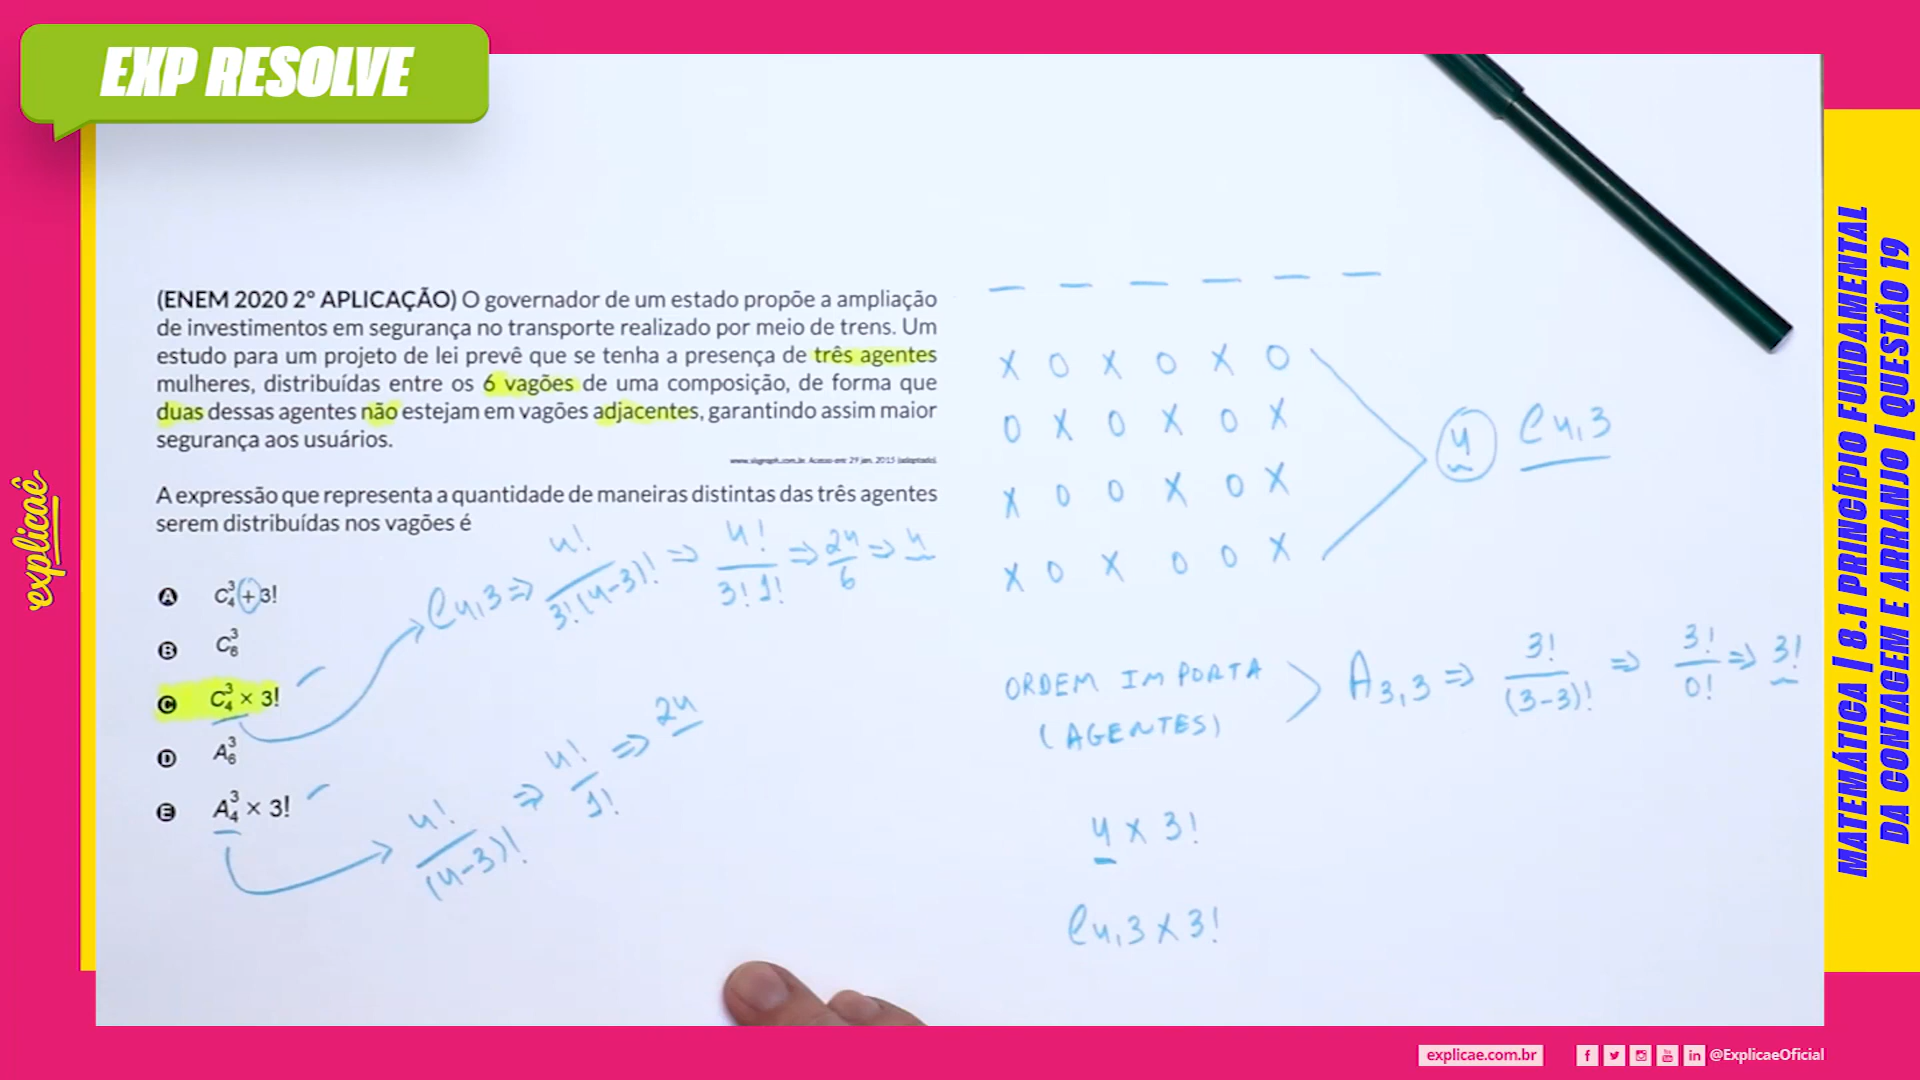 EXP RESOLVE
(ENEM 2020 2º APLICAÇÃO) O governador de um estado propõe a ampliação
de investimentos em segurança no transporte realizado por meio de trens. Um
estudo para um projeto de lei prevê que se tenha a presença de três agentes
mulheres, distribuídas entre os 6 vagões de uma composição, de forma que
duas dessas agentes não estejam em vagões adjacentes, garantindo assim maior
segurança aos usuários.
Acesso em: 29 jan. 2015 (adaptado).
A expressão que representa a quantidade de maneiras distintas das três agentes
serem distribuídas nos vagões é
A C₄³ + 3!
B C₆³
C C₄³ × 3!
D A₆³
E A₄³ × 3!
C4,3 => 4!/3!(4-3)! => 4!/3!1! => 24/6 => 4
4!/(4-3)! => 4!/1! => 24
_ _ _ _ _ _
X O X O X O
O X O X O X
X O O X O X
X O X O O X
4 C4,3
ORDEM IMPORTA
(AGENTES)
A3,3 => 3!/(3-3)! => 3!/0! => 3!
4 X 3!
C4,3 X 3!
explicaê
MATEMÁTICA | 8.1 PRINCÍPIO FUNDAMENTAL
DA CONTAGEM E ARRANJO | QUESTÃO 19
explicae.com.br
@ExplicaeOficial